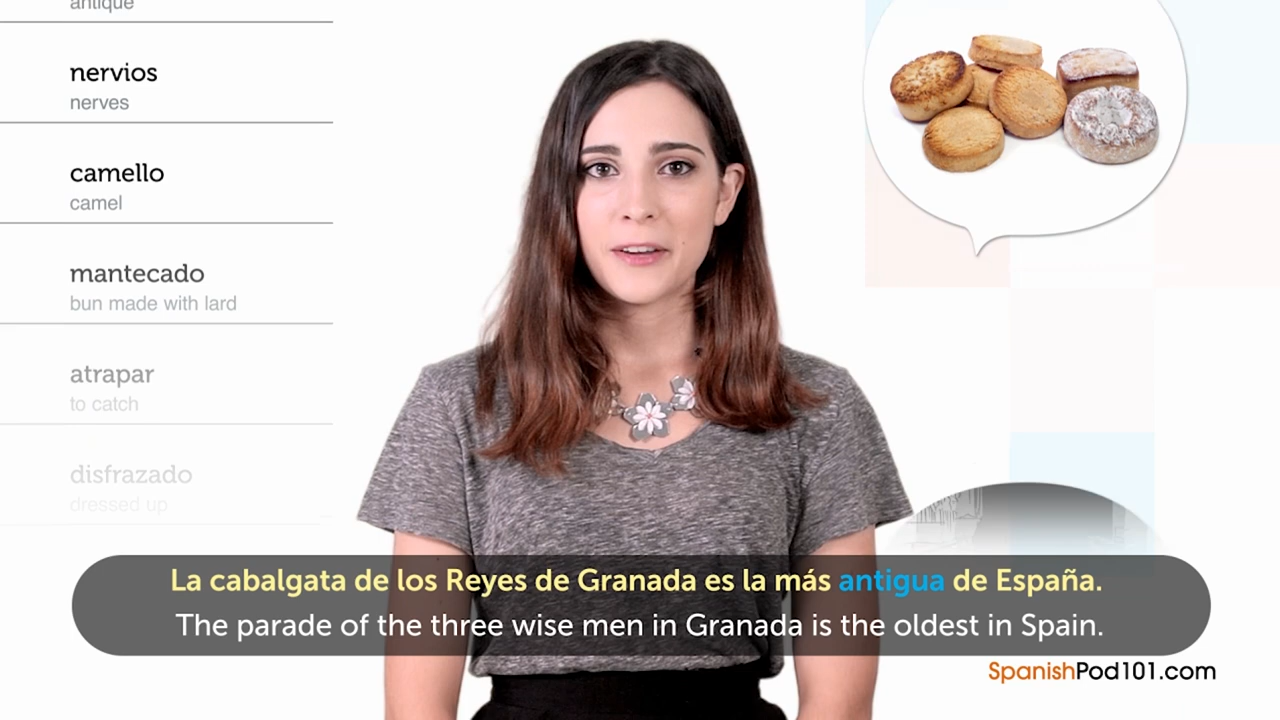 antique
nervios
nerves
camello
camel
mantecado
bun made with lard
atrapar
to catch
disfrazado
dressed up
La cabalgata de los Reyes de Granada es la más antigua de España.
The parade of the three wise men in Granada is the oldest in Spain.
SpanishPod101.com